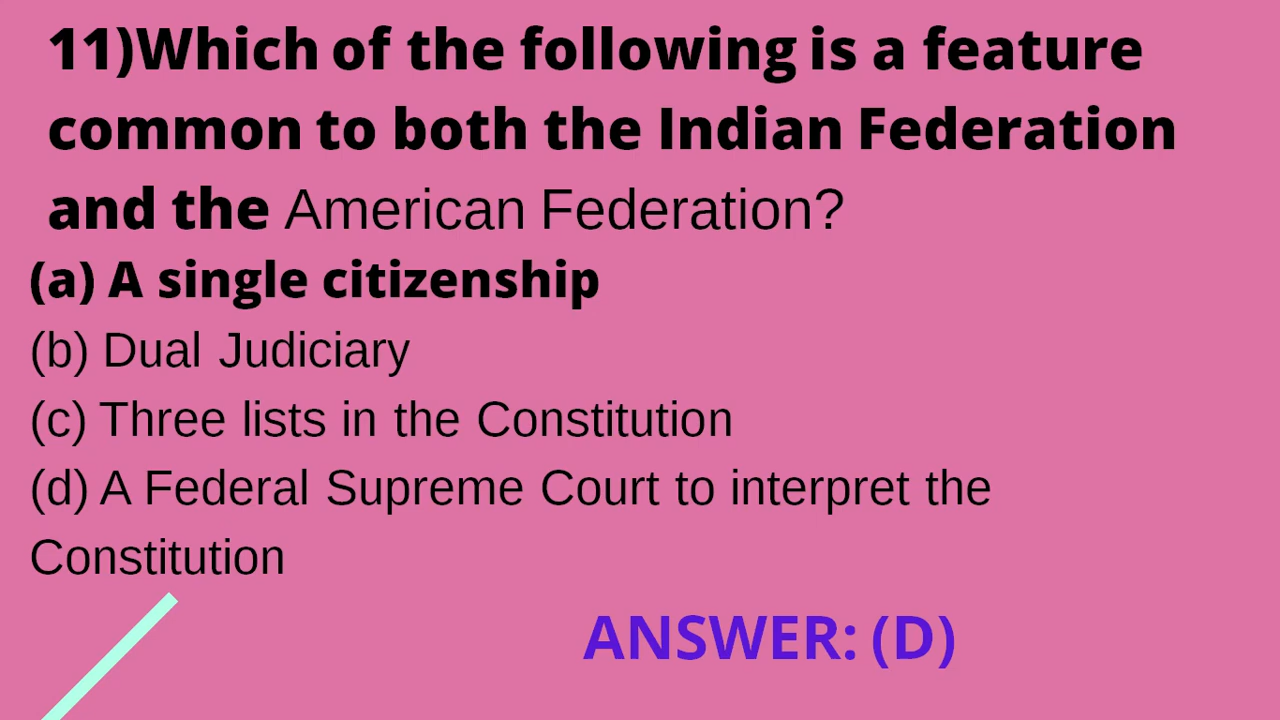 11)Which of the following is a feature
common to both the Indian Federation
and the American Federation?
(a) A single citizenship
(b) Dual Judiciary
(c) Three lists in the Constitution
(d) A Federal Supreme Court to interpret the
Constitution
ANSWER: (D)